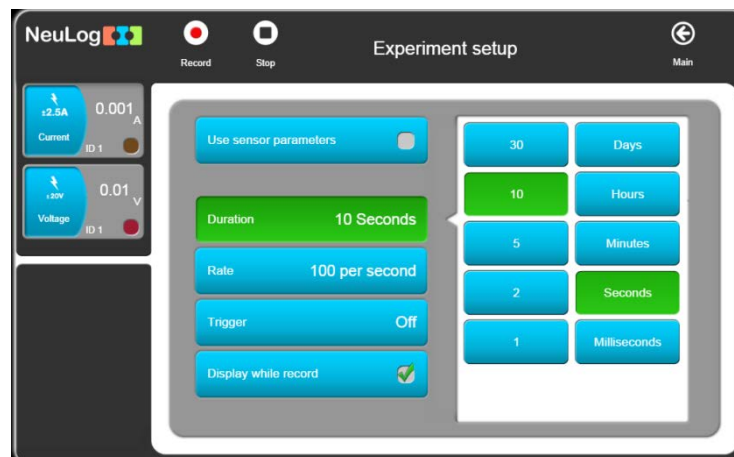 NeuLog
Record
Stop
Experiment setup
Main
±2.5A
0.001 A
Current
ID 1
±20V
0.01 V
Voltage
ID 1
Use sensor parameters
Duration 10 Seconds
Rate 100 per second
Trigger Off
Display while record
30 Days
10 Hours
5 Minutes
2 Seconds
1 Milliseconds